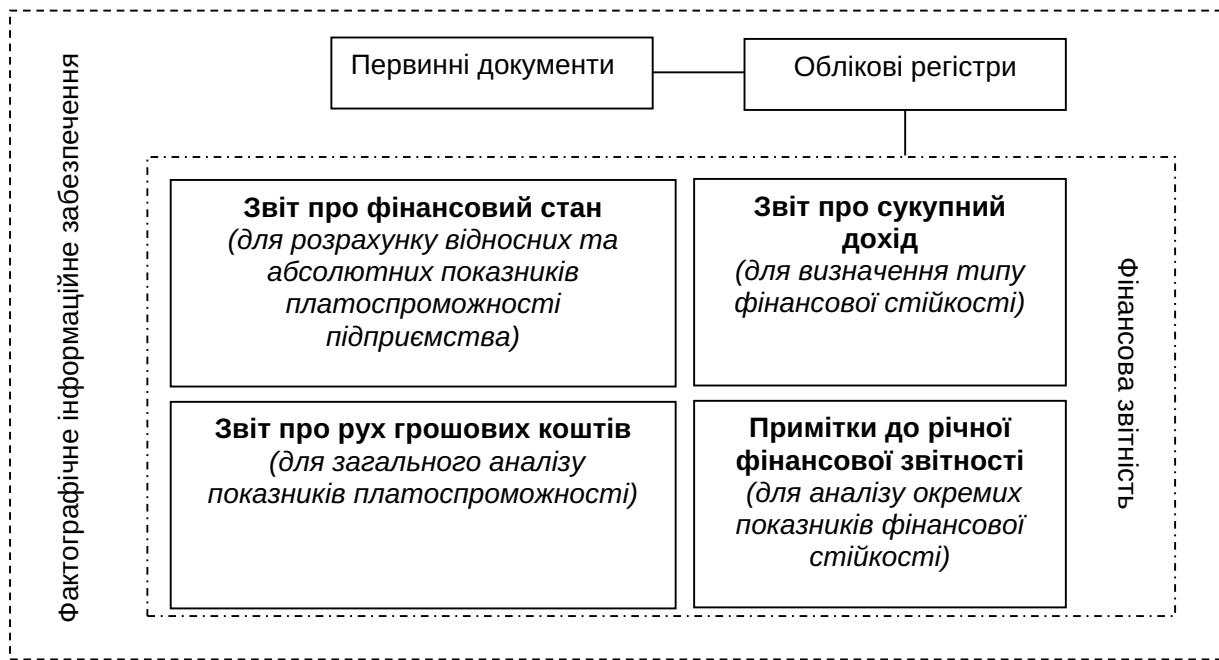 Фактографічне інформаційне забезпечення
Первинні документи
Облікові регістри
Звіт про фінансовий стан
(для розрахунку відносних та
абсолютних показників
платоспроможності
підприємства)
Звіт про сукупний
дохід
(для визначення типу
фінансової стійкості)
Звіт про рух грошових коштів
(для загального аналізу
показників платоспроможності)
Примітки до річної
фінансової звітності
(для аналізу окремих
показників фінансової
стійкості)
Фінансова звітність